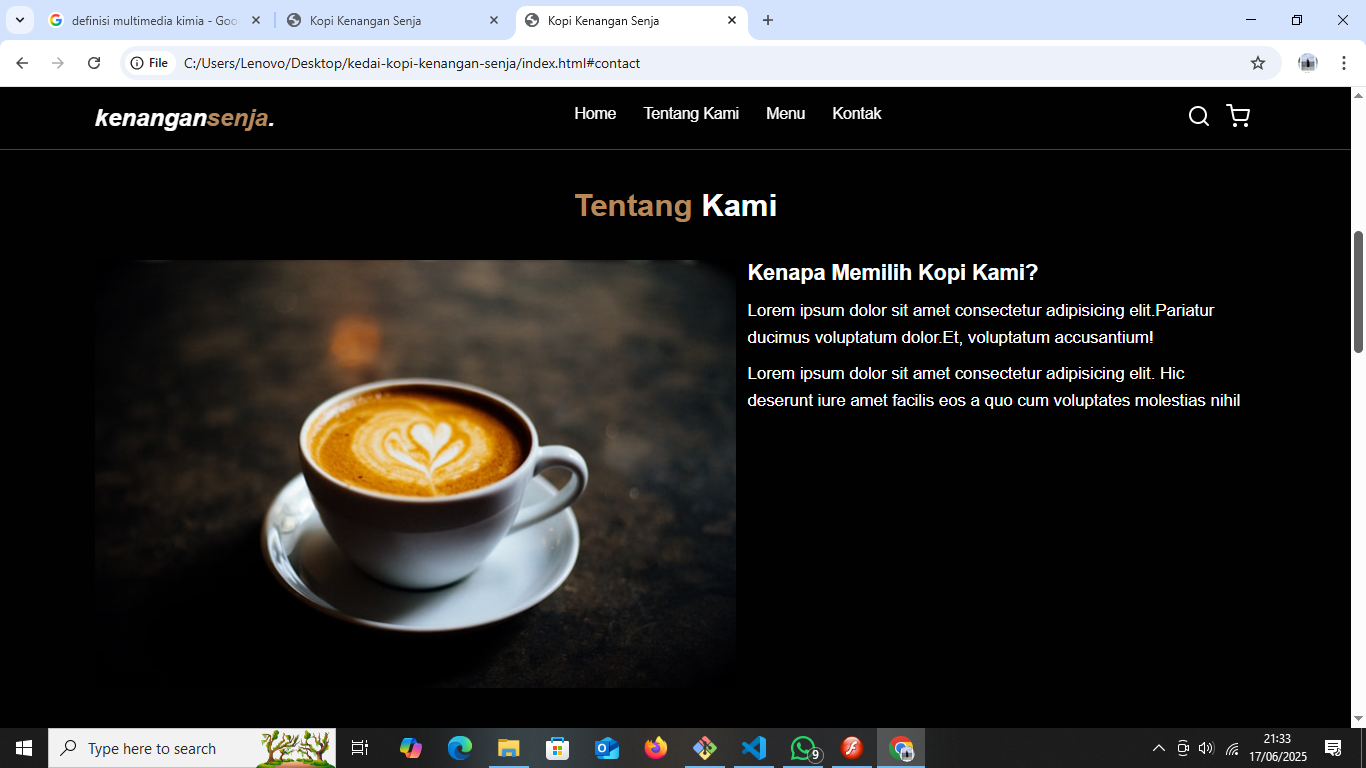 definisi multimedia kimia - Goo
Kopi Kenangan Senja
Kopi Kenangan Senja
File
C:/Users/Lenovo/Desktop/kedai-kopi-kenangan-senja/index.html#contact
kenangansenja.
Home
Tentang Kami
Menu
Kontak
Tentang Kami
Kenapa Memilih Kopi Kami?
Lorem ipsum dolor sit amet consectetur adipisicing elit.Pariatur
ducimus voluptatum dolor.Et, voluptatum accusantium!
Lorem ipsum dolor sit amet consectetur adipisicing elit. Hic
deserunt iure amet facilis eos a quo cum voluptates molestias nihil
Type here to search
9
21:33
17/06/2025